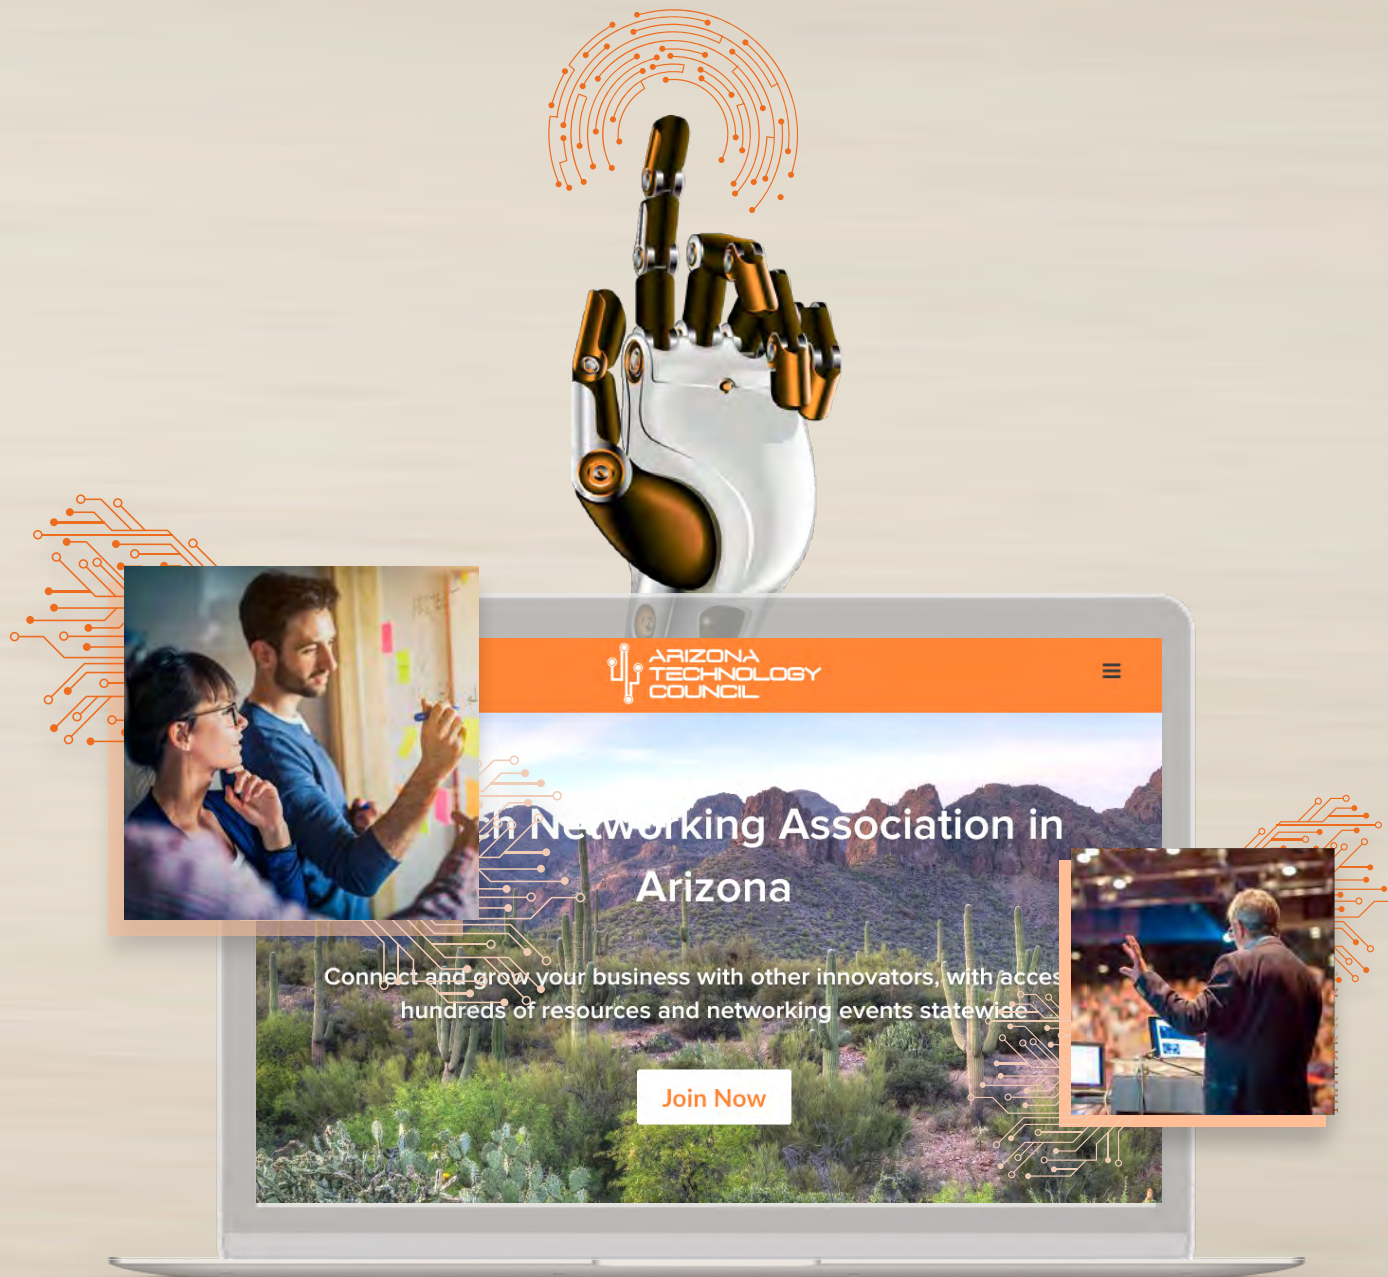 ARIZONA
TECHNOLOGY
COUNCIL
Networking Association in
Arizona
Connect and grow your business with other innovators, with
hundreds of resources and networking events statewide
Join Now